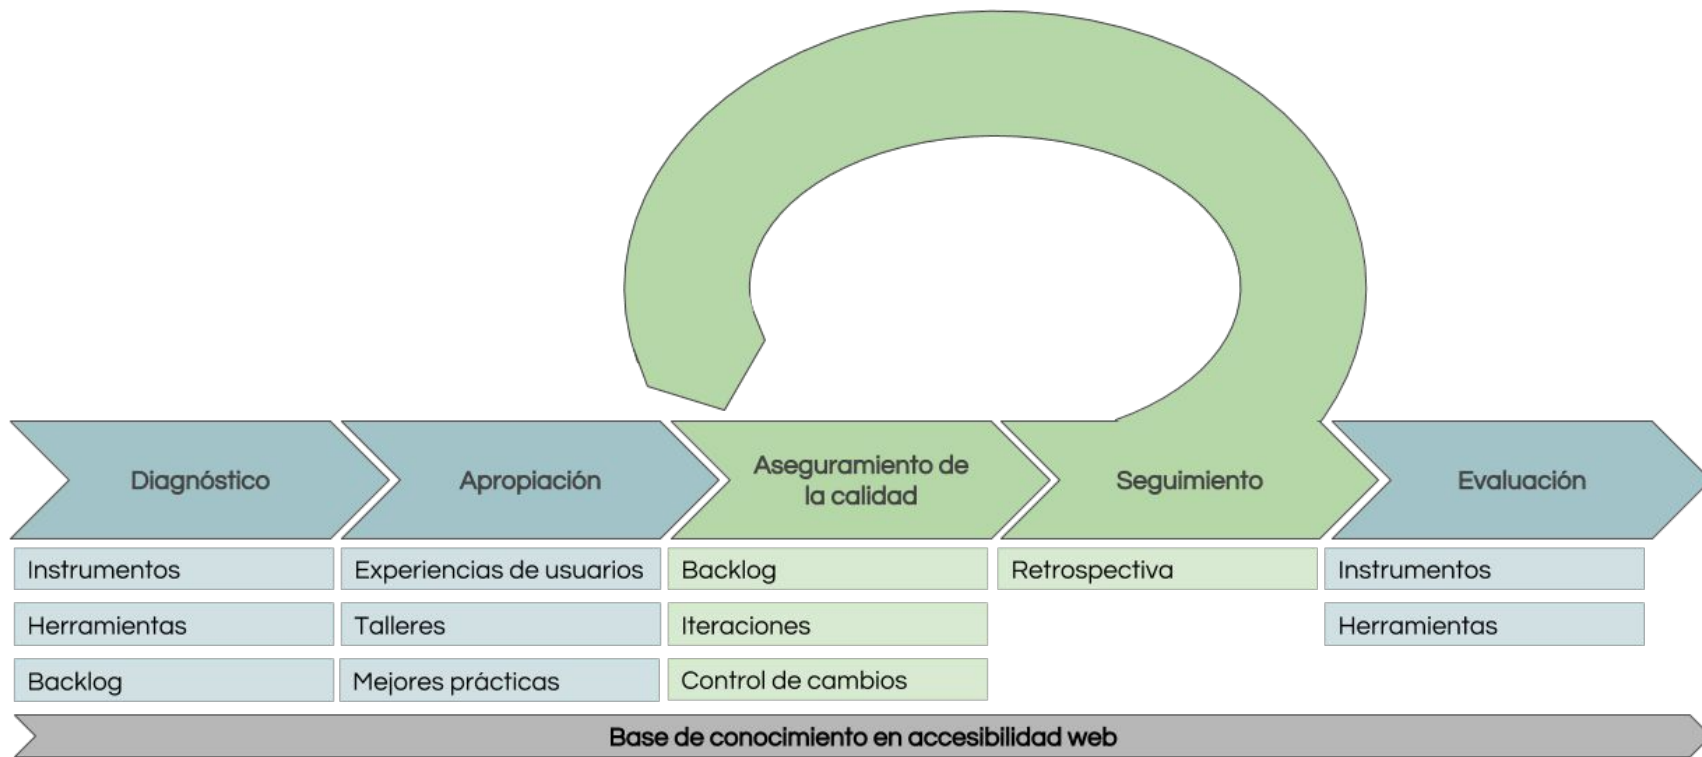 Diagnóstico
Apropiación
Aseguramiento de
la calidad
Seguimiento
Evaluación
Instrumentos
Experiencias de usuarios
Backlog
Retrospectiva
Instrumentos
Herramientas
Talleres
Iteraciones
Herramientas
Backlog
Mejores prácticas
Control de cambios
Base de conocimiento en accesibilidad web